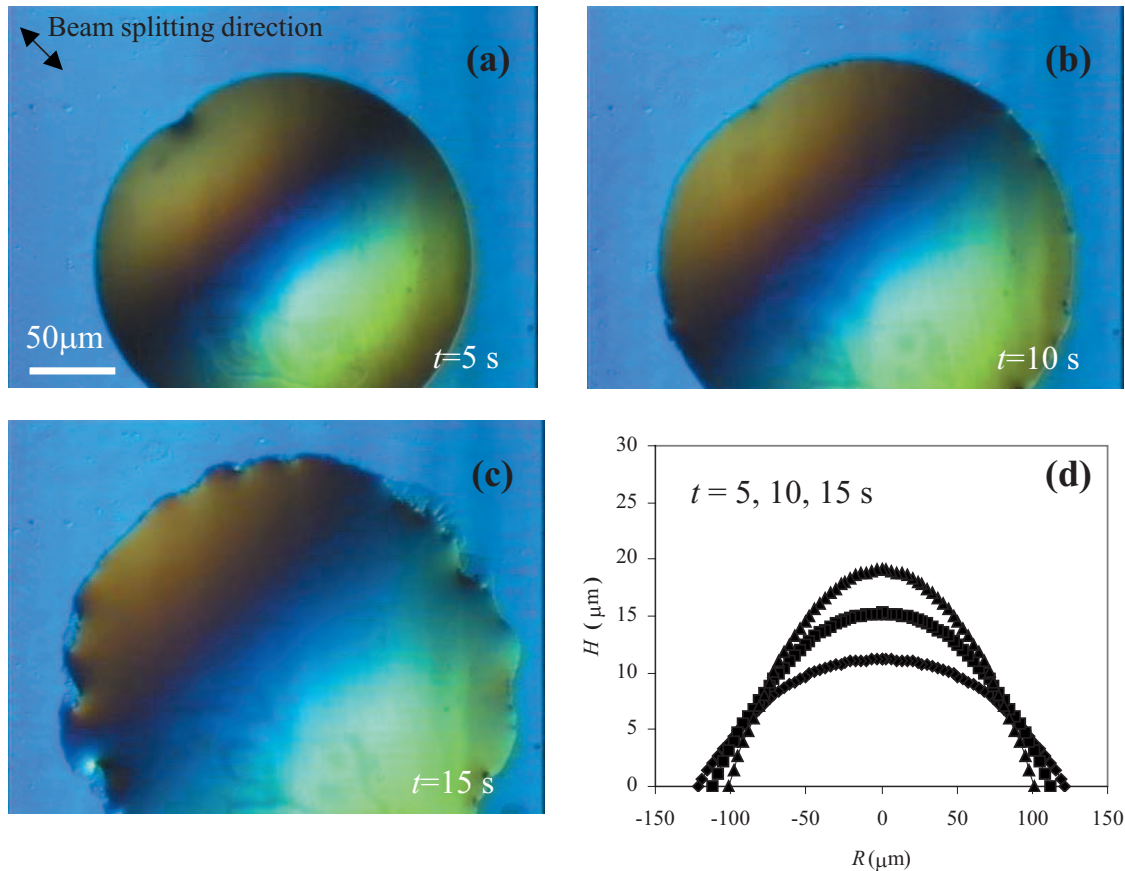 Beam splitting direction
(a)
50μm
t=5 s
(b)
t=10 s
(c)
t=15 s
(d)
t = 5, 10, 15 s
30
25
20
15
10
5
0
H (μm)
-150 -100 -50 0 50 100 150
R(μm)